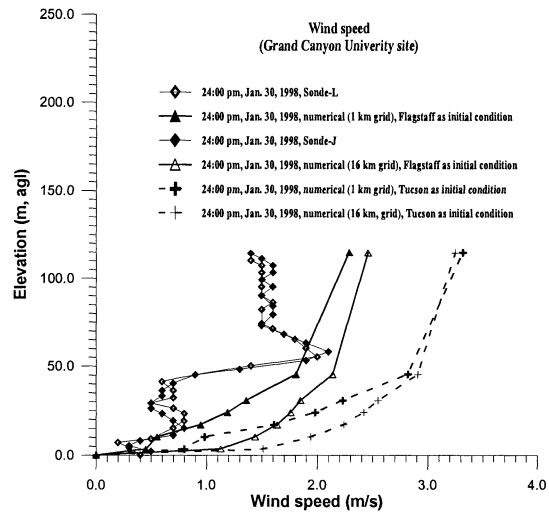 Wind speed
(Grand Canyon Univerity site)
24:00 pm, Jan. 30, 1998, Sonde-L
24:00 pm, Jan. 30, 1998, numerical (1 km grid), Flagstaff as initial condition
24:00 pm, Jan. 30, 1998, Sonde-J
24:00 pm, Jan. 30, 1998, numerical (16 km grid), Flagstaff as initial condition
24:00 pm, Jan. 30, 1998, numerical (1 km grid), Tucson as initial condition
24:00 pm, Jan. 30, 1998, numerical (16 km, grid), Tucson as initial condition
Elevation (m, agl)
250.0
200.0
150.0
100.0
50.0
0.0
0.0 1.0 2.0 3.0 4.0
Wind speed (m/s)